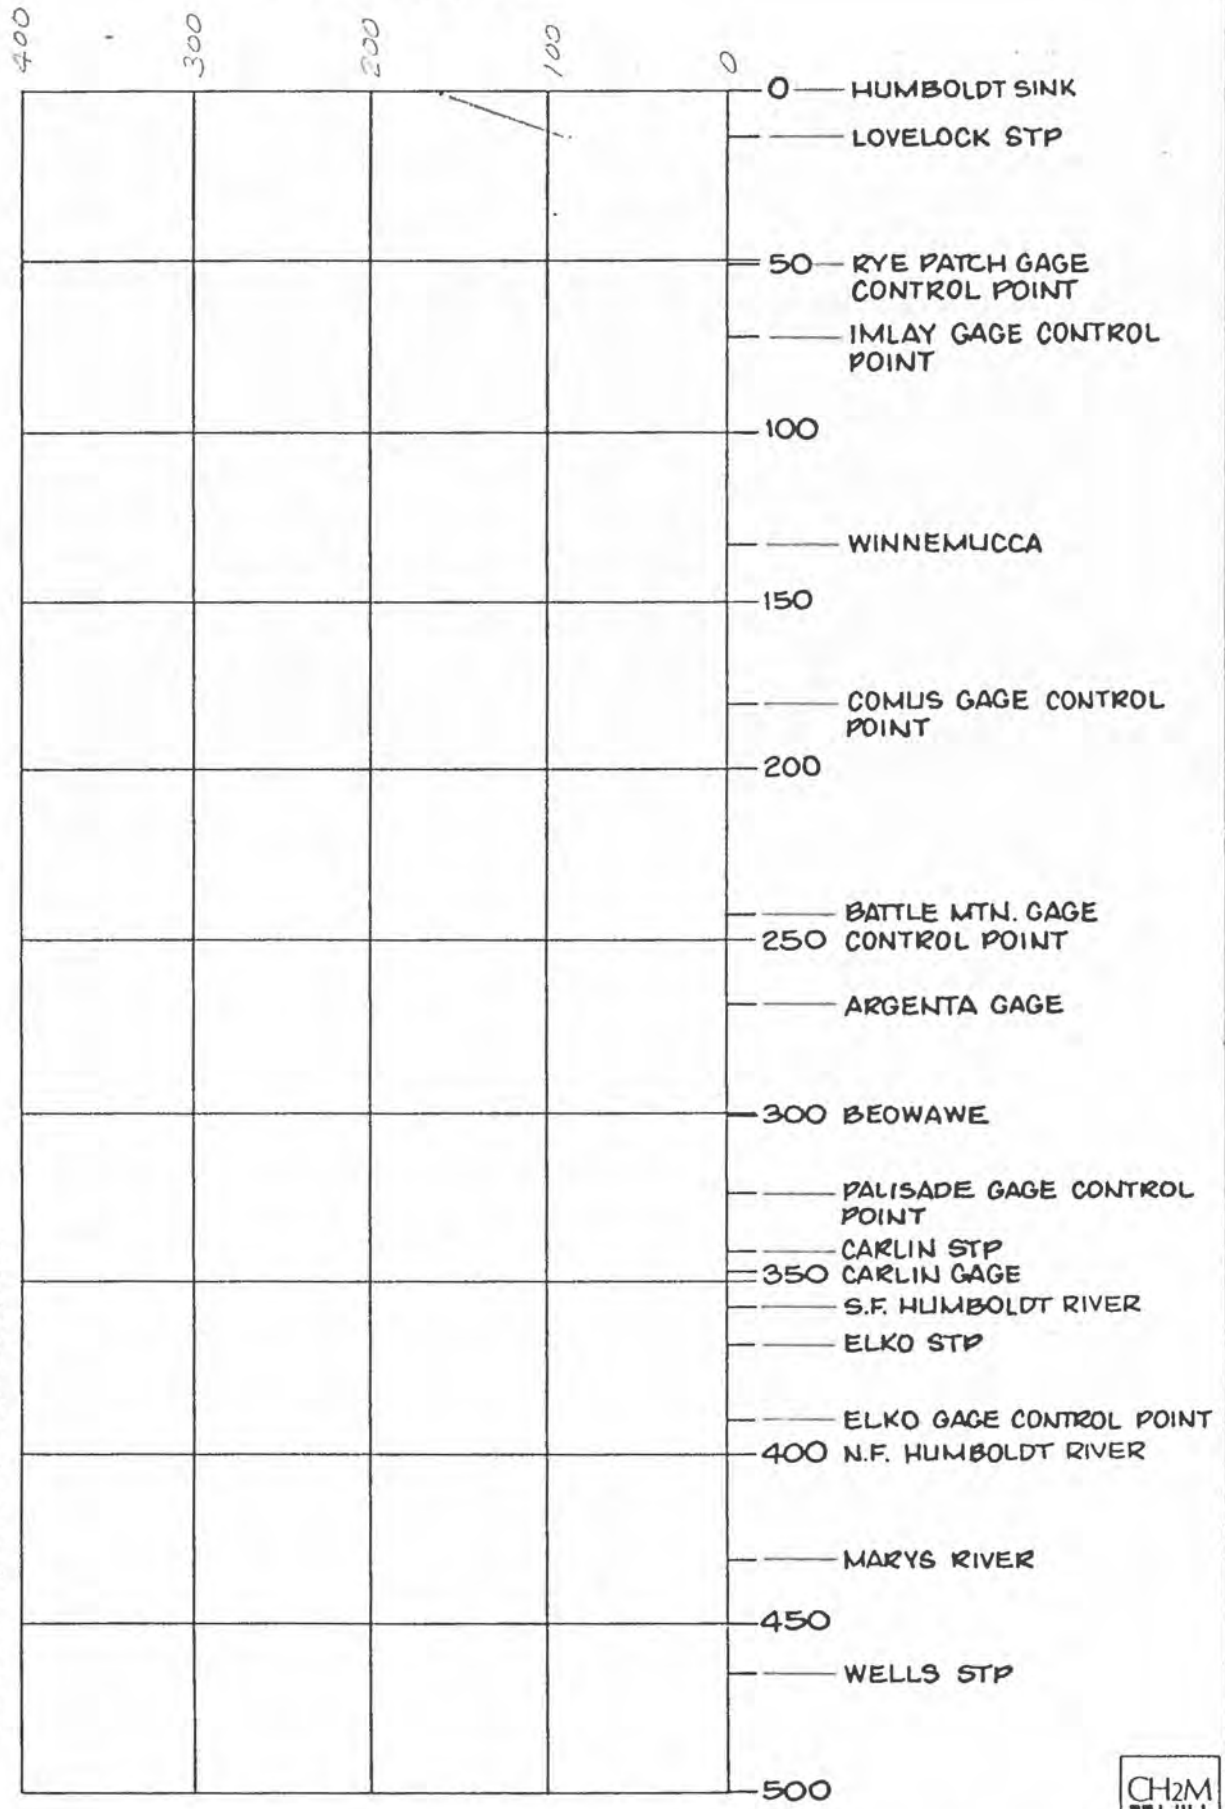 400 300 200 100 0
0 HUMBOLDT SINK
LOVELOCK STP
50 RYE PATCH GAGE
CONTROL POINT
IMLAY GAGE CONTROL
POINT
100
WINNEMUCCA
150
COMUS GAGE CONTROL
POINT
200
BATTLE MTN. GAGE
250 CONTROL POINT
ARGENTA GAGE
300 BEOWAWE
PALISADE GAGE CONTROL
POINT
CARLIN STP
350 CARLIN GAGE
S.F. HUMBOLDT RIVER
ELKO STP
ELKO GAGE CONTROL POINT
400 N.F. HUMBOLDT RIVER
MARYS RIVER
450
WELLS STP
500
CH2M